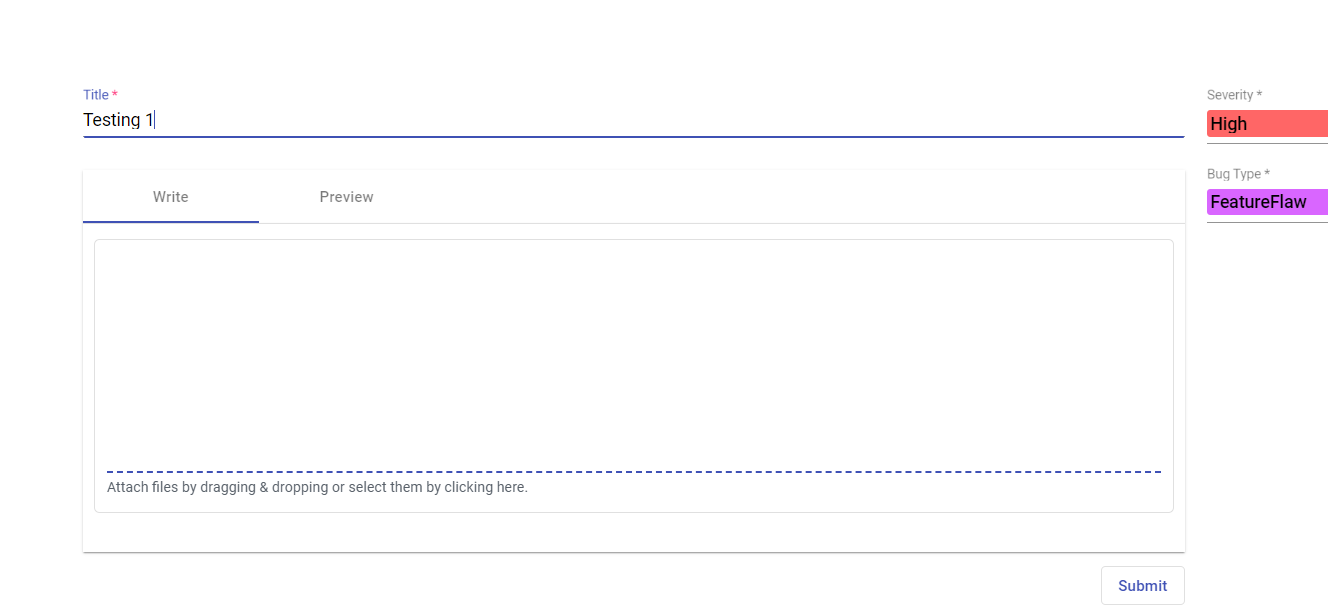 Title *
Testing 1
Severity *
High
Bug Type *
FeatureFlaw
Write
Preview
Attach files by dragging & dropping or select them by clicking here.
Submit